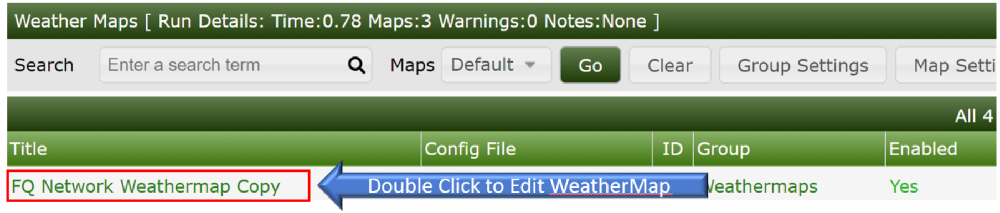 Weather Maps [ Run Details: Time:0.78 Maps:3 Warnings:0 Notes:None ]
Search Enter a search term Maps Default Go Clear Group Settings Map Setti
All 4
Title Config File ID Group Enabled
FQ Network Weathermap Copy Double Click to Edit WeatherMap Weathermaps Yes